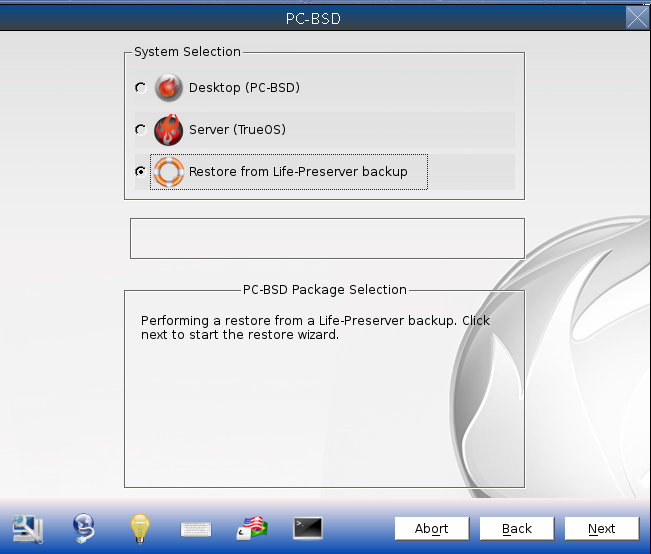 PC-BSD
System Selection
Desktop (PC-BSD)
Server (TrueOS)
Restore from Life-Preserver backup
PC-BSD Package Selection
Performing a restore from a Life-Preserver backup. Click
next to start the restore wizard.
Abort Back Next